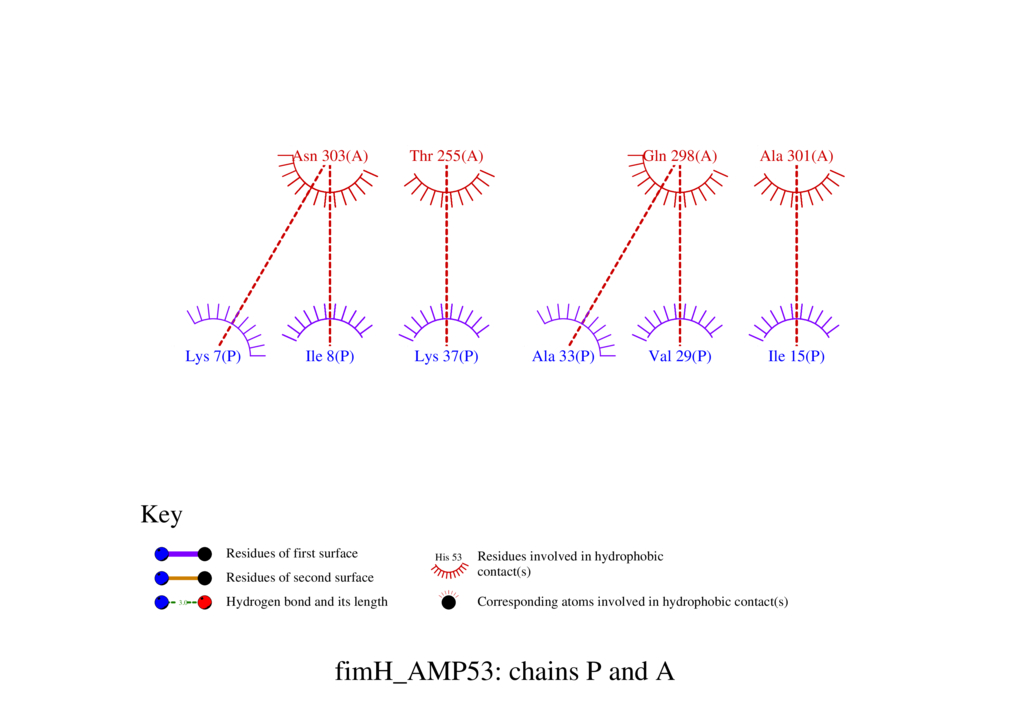 Asn 303(A) Thr 255(A) Gln 298(A) Ala 301(A)
Lys 7(P) Ile 8(P) Lys 37(P) Ala 33(P) Val 29(P) Ile 15(P)
Key
Residues of first surface
Residues of second surface
3.0 Hydrogen bond and its length
His 53 Residues involved in hydrophobic
contact(s)
Corresponding atoms involved in hydrophobic contact(s)
fimH_AMP53: chains P and A